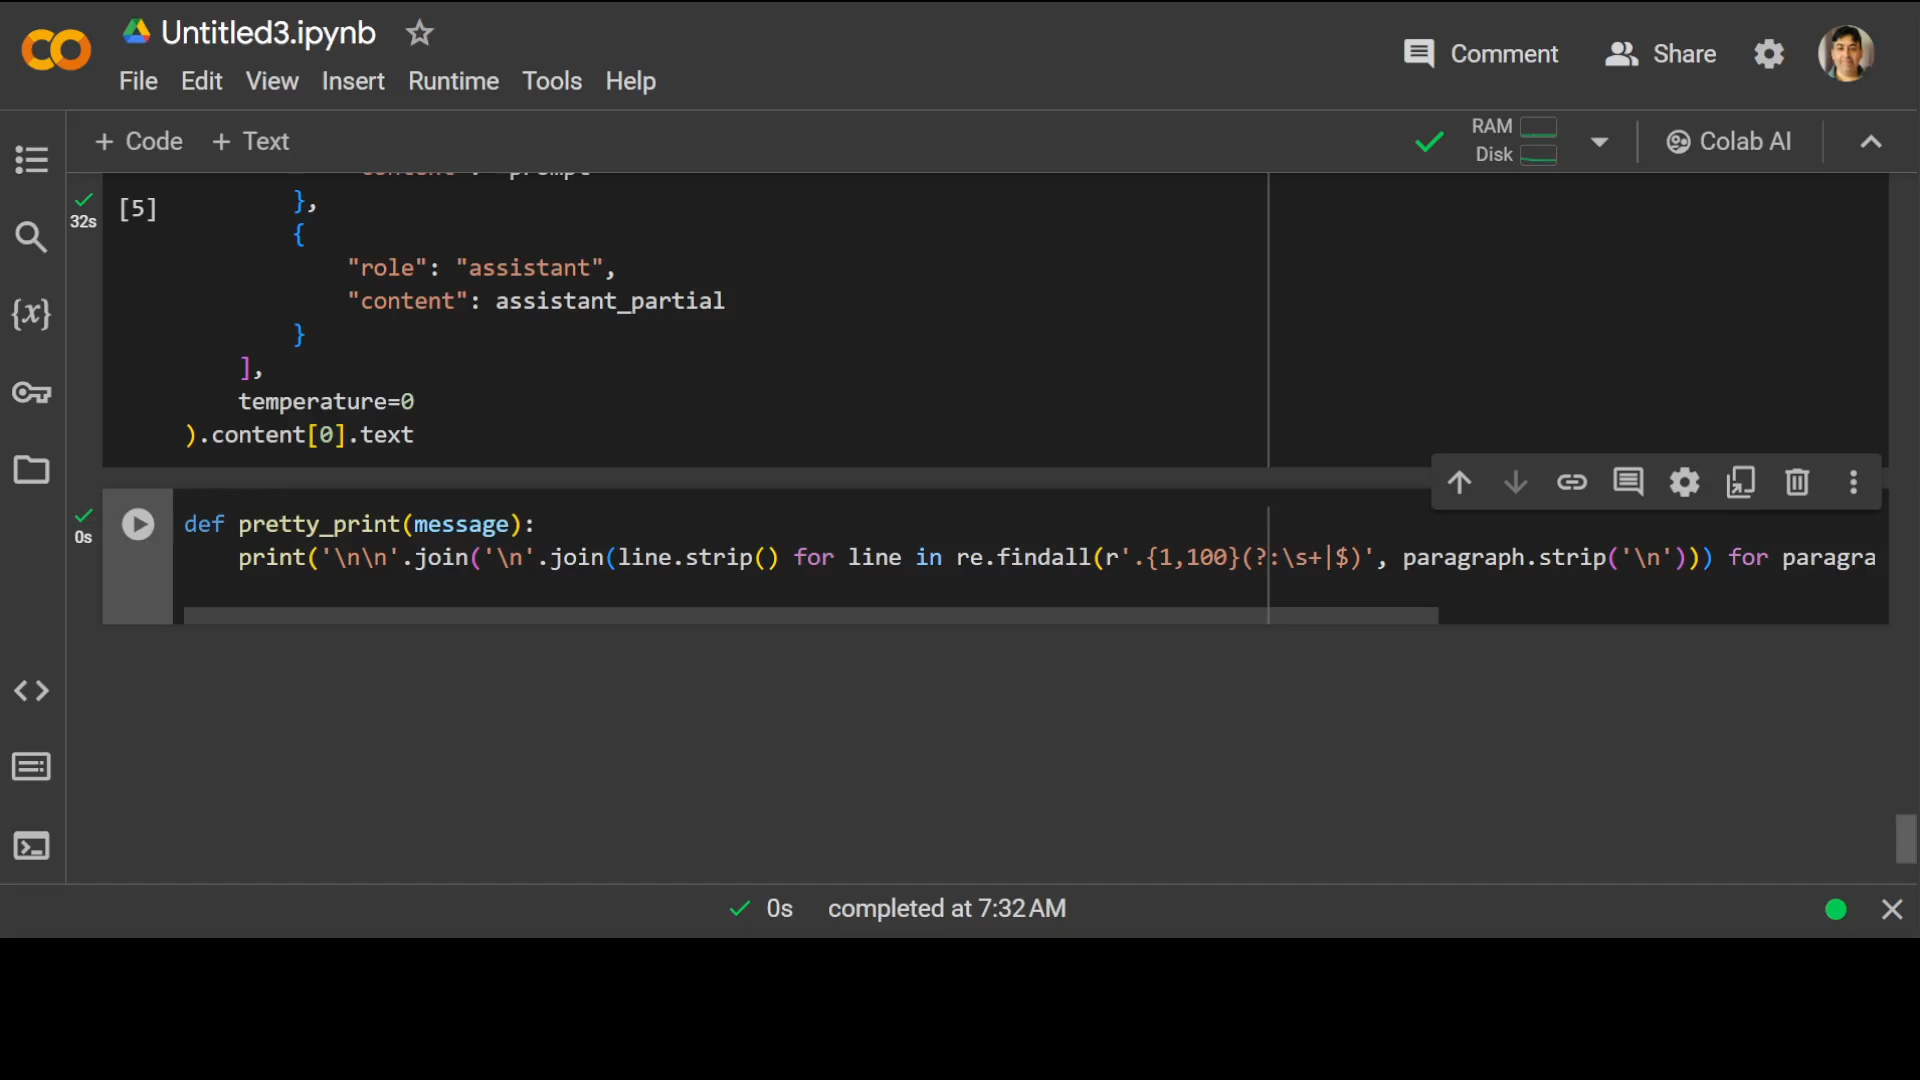 Untitled3.ipynb
Comment
Share
File Edit View Insert Runtime Tools Help
+ Code + Text
RAM
Disk
Colab AI
32s
[5]
},
{
"role": "assistant",
"content": assistant_partial
}
],
temperature=0
).content[0].text
0s
def pretty_print(message):
print('\n\n'.join('\n'.join(line.strip() for line in re.findall(r'.{1,100}(?:\s+|$)', paragraph.strip('\n'))) for paragra
{x}
0s completed at 7:32 AM